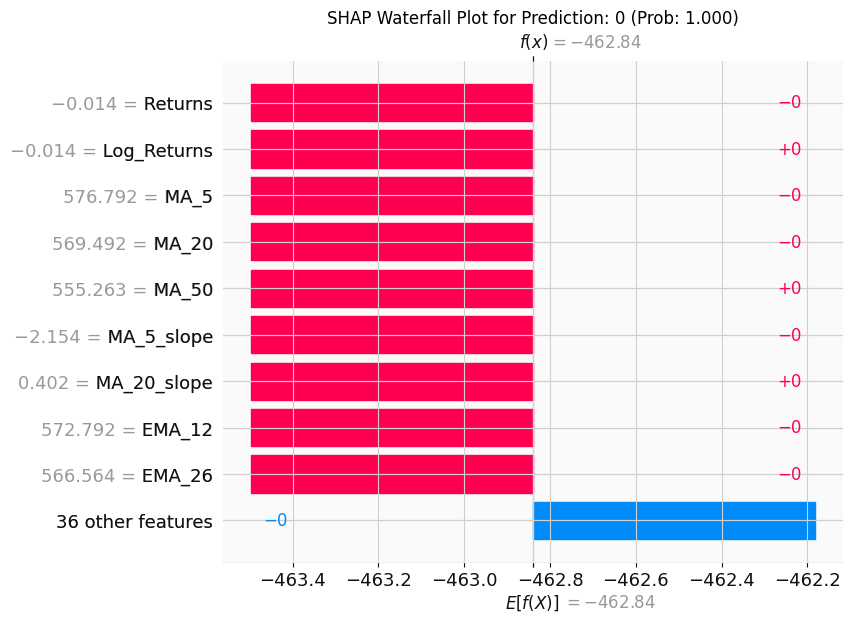 SHAP Waterfall Plot for Prediction: 0 (Prob: 1.000)
f(x) = −462.84
−0.014 = Returns −0
−0.014 = Log_Returns +0
576.792 = MA_5 −0
569.492 = MA_20 −0
555.263 = MA_50 +0
−2.154 = MA_5_slope −0
0.402 = MA_20_slope +0
572.792 = EMA_12 −0
566.564 = EMA_26 −0
36 other features −0
−463.4 −463.2 −463.0 −462.8 −462.6 −462.4 −462.2
E[f(X)] = −462.84